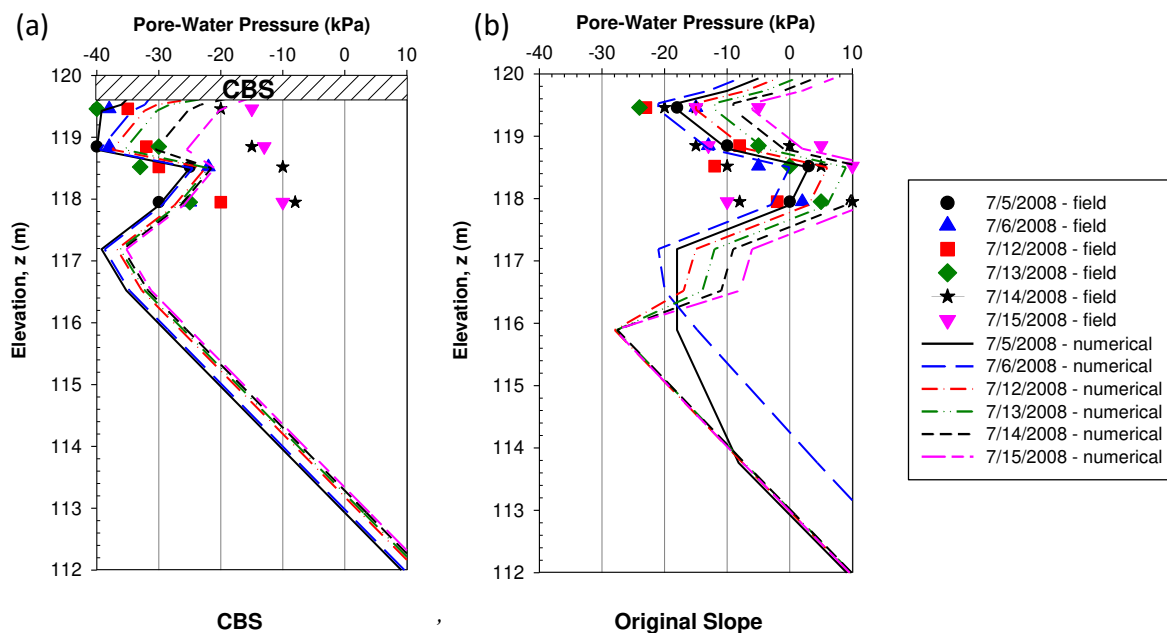 (a)
Pore-Water Pressure (kPa)
-40 -30 -20 -10 0 10
120
119
118
117
116
115
114
113
112
Elevation, z (m)
CBS
CBS
,
(b)
Pore-Water Pressure (kPa)
-40 -30 -20 -10 0 10
120
119
118
117
116
115
114
113
112
Elevation, z (m)
Original Slope
7/5/2008 - field
7/6/2008 - field
7/12/2008 - field
7/13/2008 - field
7/14/2008 - field
7/15/2008 - field
7/5/2008 - numerical
7/6/2008 - numerical
7/12/2008 - numerical
7/13/2008 - numerical
7/14/2008 - numerical
7/15/2008 - numerical